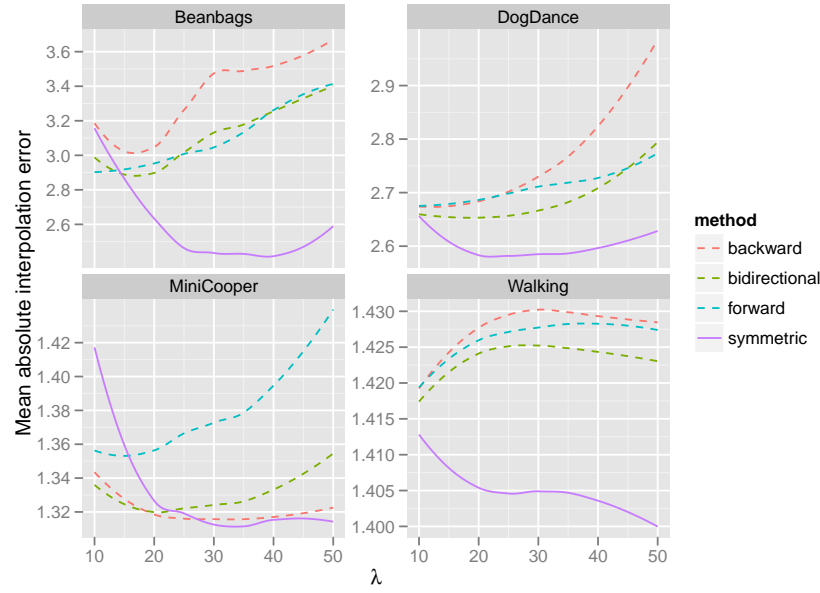 Beanbags
DogDance
3.6
3.4
3.2
3.0
2.8
2.6
2.9
2.8
2.7
2.6
MiniCooper
Walking
1.42
1.40
1.38
1.36
1.34
1.32
1.430
1.425
1.420
1.415
1.410
1.405
1.400
10 20 30 40 50
10 20 30 40 50
λ
Mean absolute interpolation error
method
backward
bidirectional
forward
symmetric